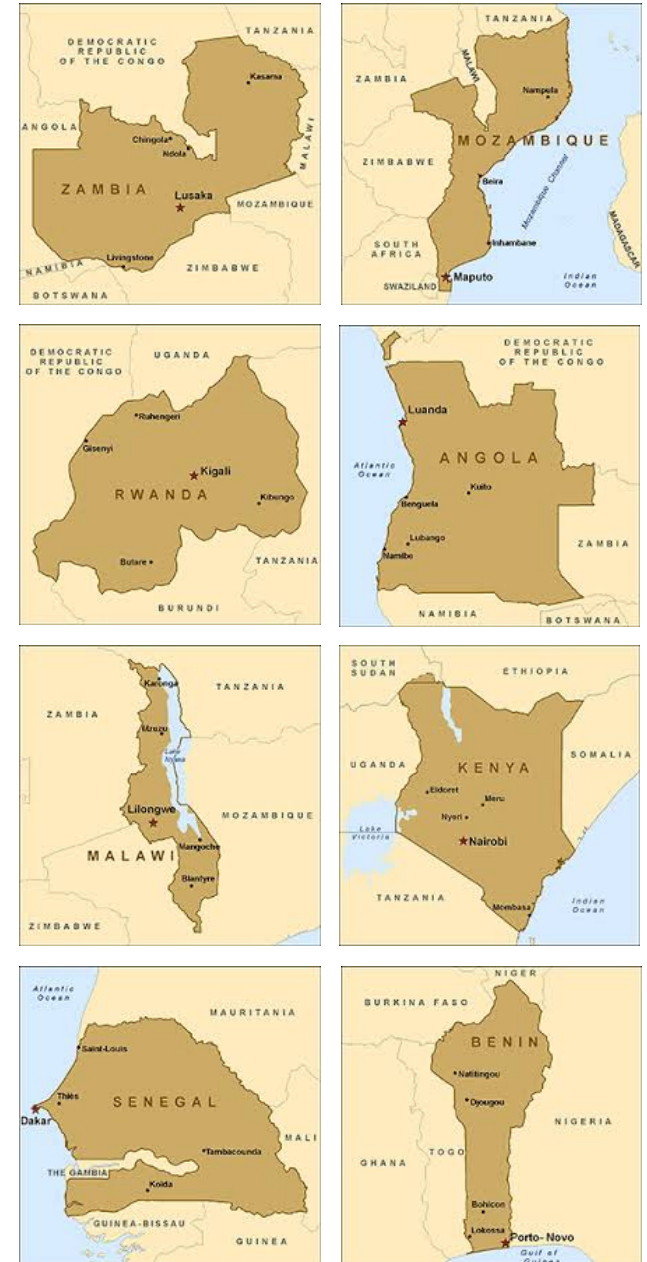 TANZANIA
DEMOCRATIC
REPUBLIC
OF THE CONGO
Kasama
ANGOLA
Chingola
Ndola
MALAWI
ZAMBIA
Lusaka
MOZAMBIQUE
Livingstone
NAMIBIA
ZIMBABWE
BOTSWANA
TANZANIA
MALAWI
ZAMBIA
Nampula
MOZAMBIQUE
ZIMBABWE
Beira
Mozambique Channel
MADAGASCAR
SOUTH
AFRICA
Inhambane
Maputo
SWAZILAND
Indian
Ocean
DEMOCRATIC
REPUBLIC
OF THE CONGO
UGANDA
Ruhengeri
Gisenyi
Kigali
RWANDA
Kibungo
Butare
TANZANIA
BURUNDI
DEMOCRATIC
REPUBLIC
OF THE CONGO
Luanda
ANGOLA
Atlantic
Ocean
Kuito
Benguela
Lubango
Namibe
ZAMBIA
NAMIBIA
BOTSWANA
Karonga
TANZANIA
ZAMBIA
Mzuzu
Lake
Nyasa
Lilongwe
MOZAMBIQUE
Mangoche
MALAWI
Blantyre
ZIMBABWE
SOUTH
SUDAN
ETHIOPIA
SOMALIA
UGANDA
KENYA
Eldoret
Meru
Nyeri
Lake
Victoria
Nairobi
TANZANIA
Mombasa
Indian
Ocean
Atlantic
Ocean
MAURITANIA
Saint-Louis
Thiès
SENEGAL
Dakar
MALI
Tambacounda
THE GAMBIA
Kolda
GUINEA-BISSAU
GUINEA
NIGER
BURKINA FASO
BENIN
Natitingou
Djougou
NIGERIA
TOGO
GHANA
Bohicon
Lokossa
Porto-Novo
Gulf of
Guinea